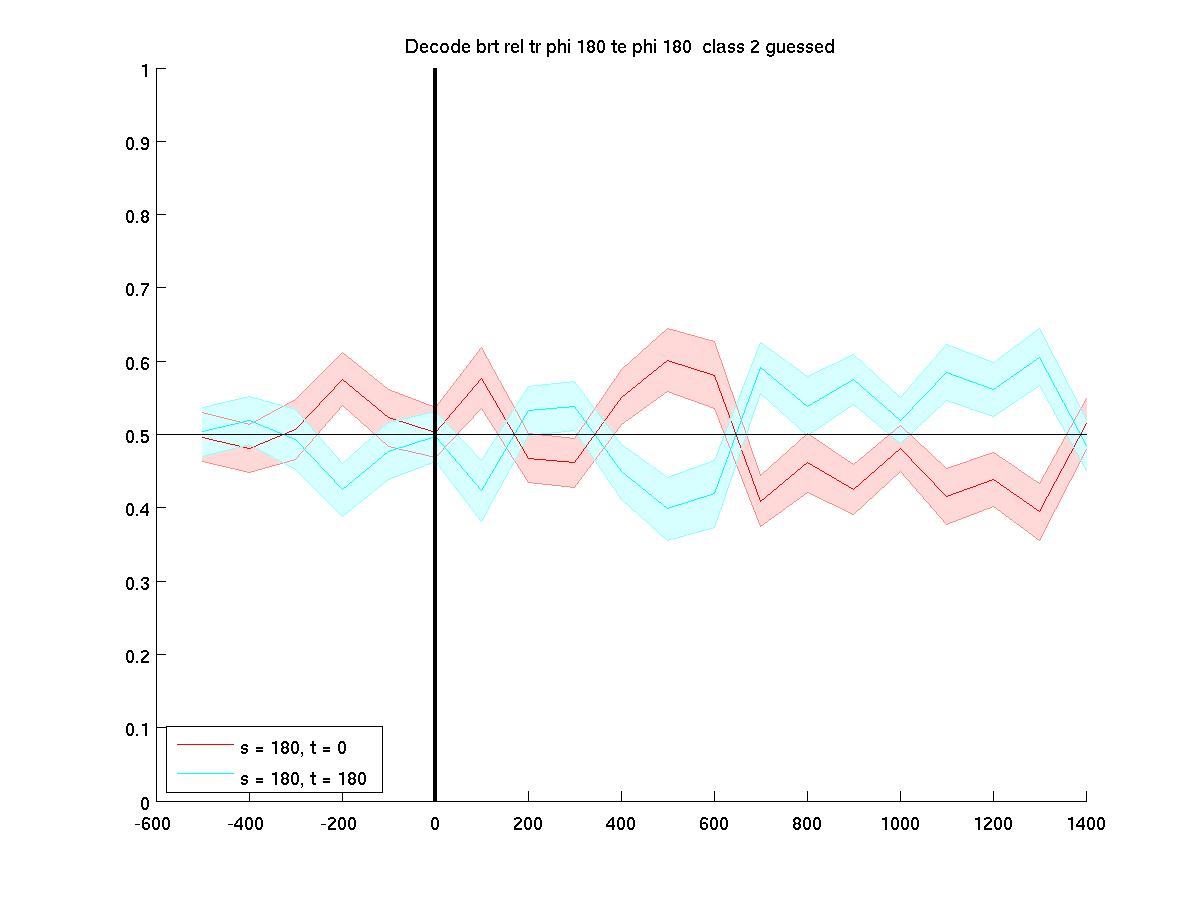 Decode brt rel tr phi 180 te phi 180  class 2 guessed
1
0.9
0.8
0.7
0.6
0.5
0.4
0.3
0.2
0.1
0
s = 180, t = 0
s = 180, t = 180
-600 -400 -200 0 200 400 600 800 1000 1200 1400